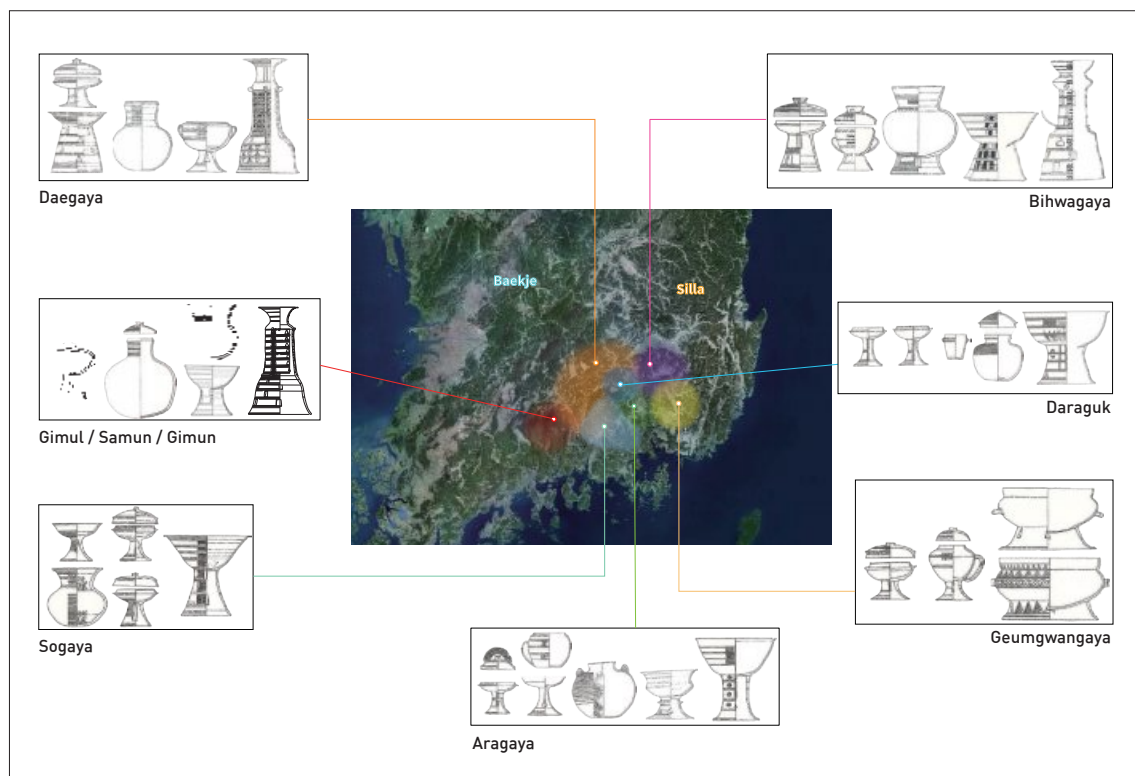 Daegaya
Bihwagaya
Baekje
Silla
Gimul / Samun / Gimun
Daraguk
Sogaya
Geumgwangaya
Aragaya